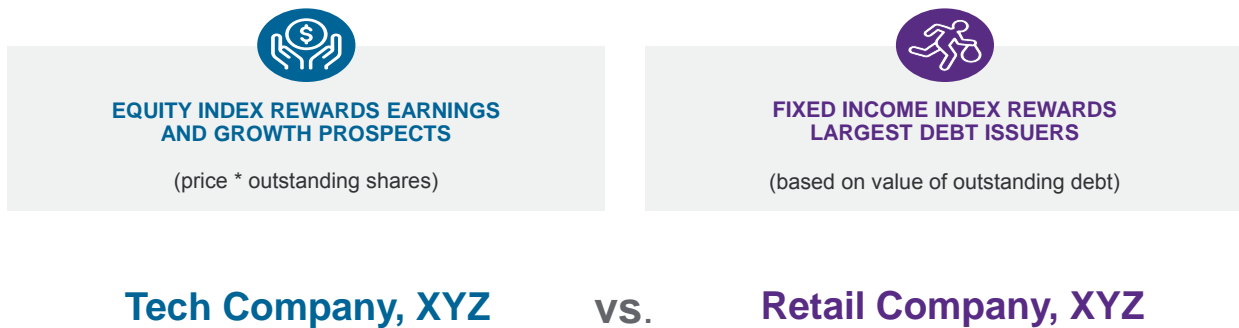 $
EQUITY INDEX REWARDS EARNINGS
AND GROWTH PROSPECTS
(price * outstanding shares)
FIXED INCOME INDEX REWARDS
LARGEST DEBT ISSUERS
(based on value of outstanding debt)
Tech Company, XYZ vs. Retail Company, XYZ